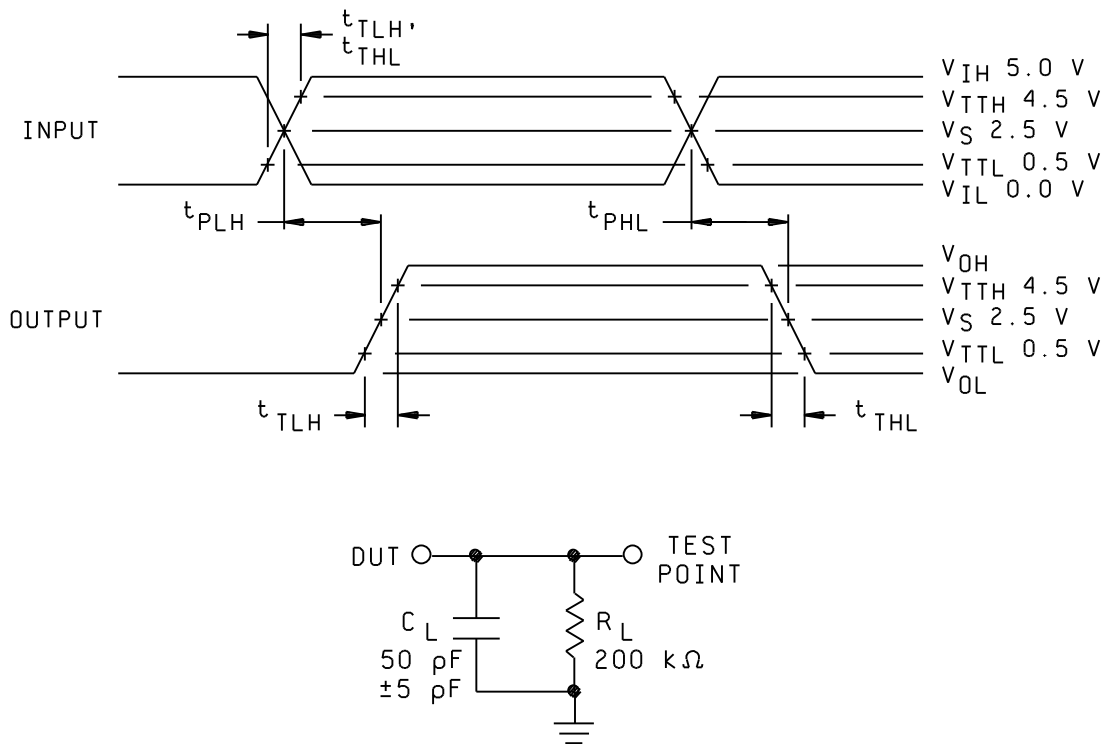 tTLH,
tTHL
INPUT
VIH 5.0 V
VTTH 4.5 V
VS 2.5 V
VTTL 0.5 V
VIL 0.0 V
tPLH
tPHL
OUTPUT
VOH
VTTH 4.5 V
VS 2.5 V
VTTL 0.5 V
VOL
tTLH
tTHL
DUT
TEST
POINT
CL
50 pF
±5 pF
RL
200 kΩ